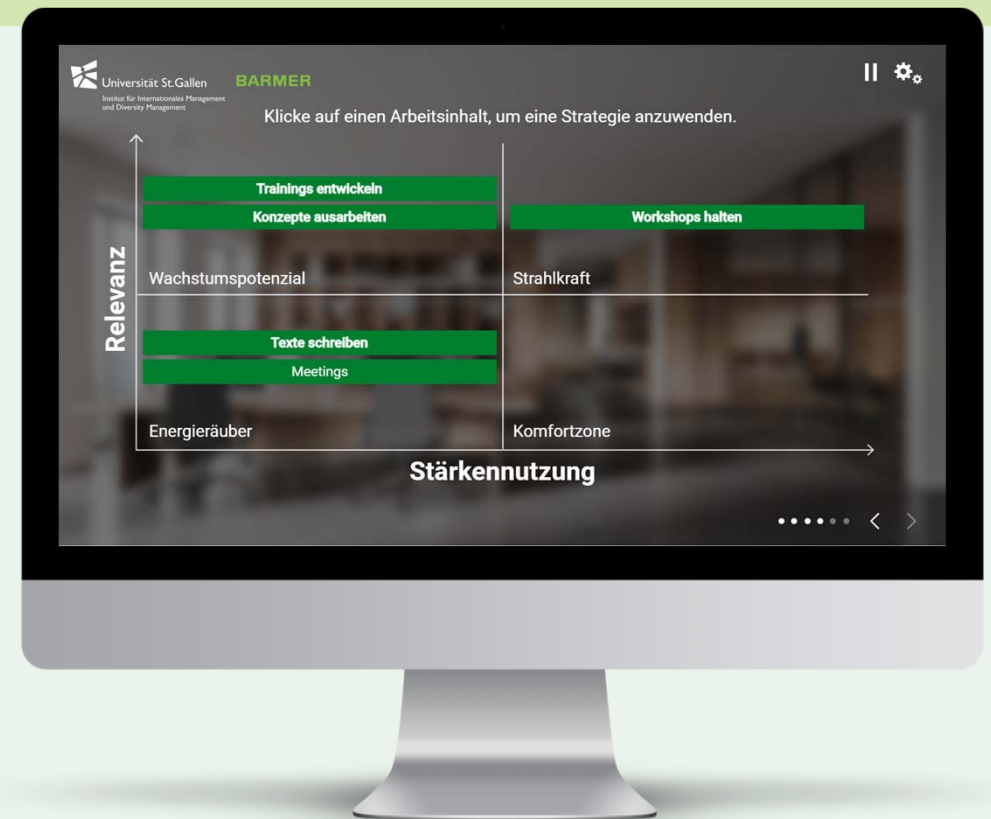 Universität St.Gallen
Institut für Internationales Management
und Diversity Management
BARMER
Klicke auf einen Arbeitsinhalt, um eine Strategie anzuwenden.
Trainings entwickeln
Konzepte ausarbeiten
Workshops halten
Relevanz
Wachstumspotenzial
Strahlkraft
Texte schreiben
Meetings
Energieräuber
Komfortzone
Stärkennutzung